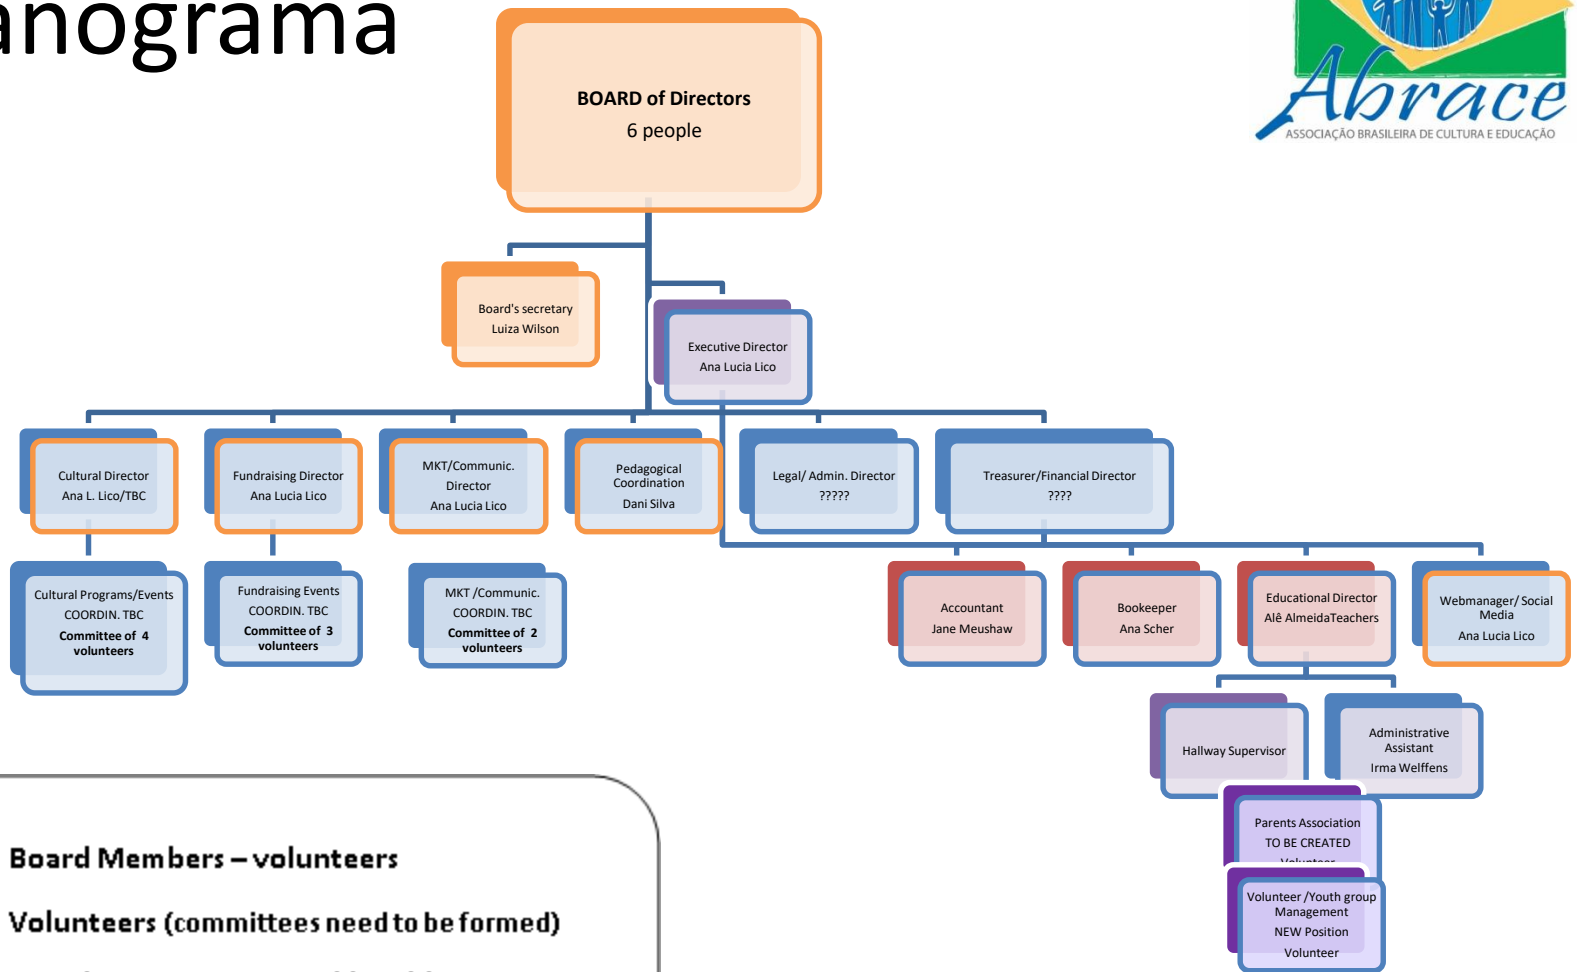 anograma
Abrace
ASSOCIAÇÃO BRASILEIRA DE CULTURA E EDUCAÇÃO
BOARD of Directors
6 people
Board's secretary
Luiza Wilson
Executive Director
Ana Lucia Lico
Cultural Director
Ana L. Lico/TBC
Fundraising Director
Ana Lucia Lico
MKT/Communic.
Director
Ana Lucia Lico
Pedagogical
Coordination
Dani Silva
Legal/ Admin. Director
?????
Treasurer/Financial Director
????
Cultural Programs/Events
COORDIN. TBC
Committee of 4
volunteers
Fundraising Events
COORDIN. TBC
Committee of 3
volunteers
MKT /Communic.
COORDIN. TBC
Committee of 2
volunteers
Accountant
Jane Meushaw
Bookeeper
Ana Scher
Educational Director
Alê AlmeidaTeachers
Webmanager/ Social
Media
Ana Lucia Lico
Hallway Supervisor
Administrative
Assistant
Irma Welffens
Parents Association
TO BE CREATED
Volunteer
Volunteer /Youth group
Management
NEW Position
Volunteer
Board Members – volunteers
Volunteers (committees need to be formed)